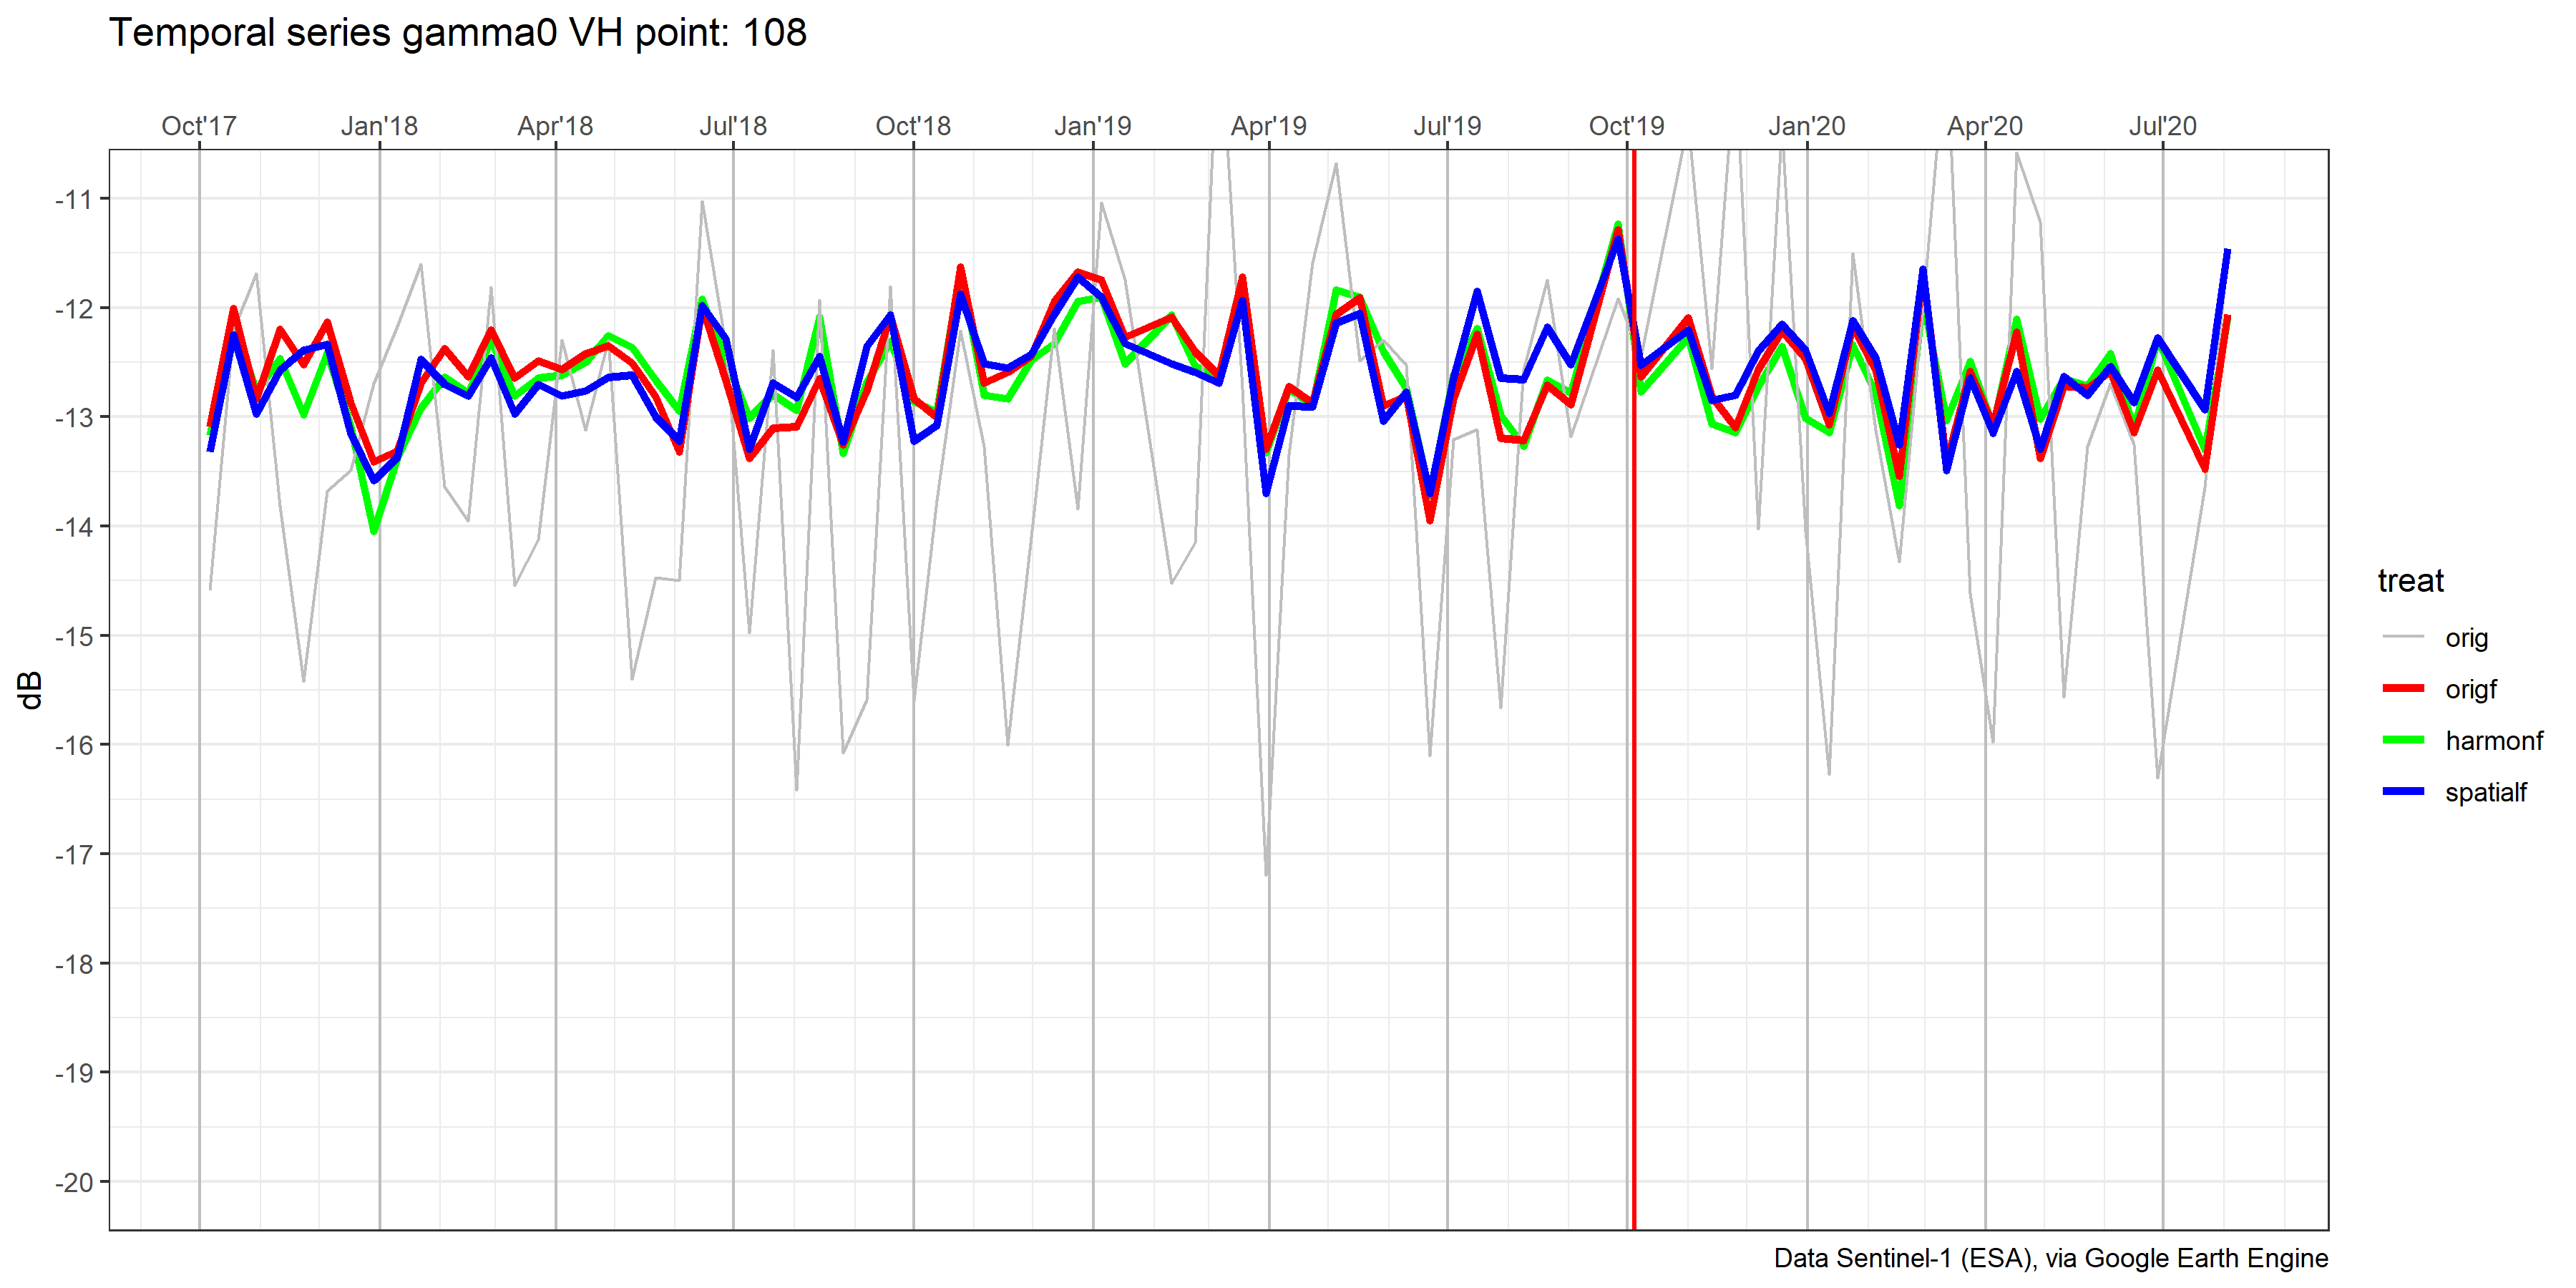 Temporal series gamma0 VH point: 108
Oct'17 Jan'18 Apr'18 Jul'18 Oct'18 Jan'19 Apr'19 Jul'19 Oct'19 Jan'20 Apr'20 Jul'20
-11
-12
-13
-14
-15
-16
-17
-18
-19
-20
dB
treat
orig
origf
harmonf
spatialf
Data Sentinel-1 (ESA), via Google Earth Engine